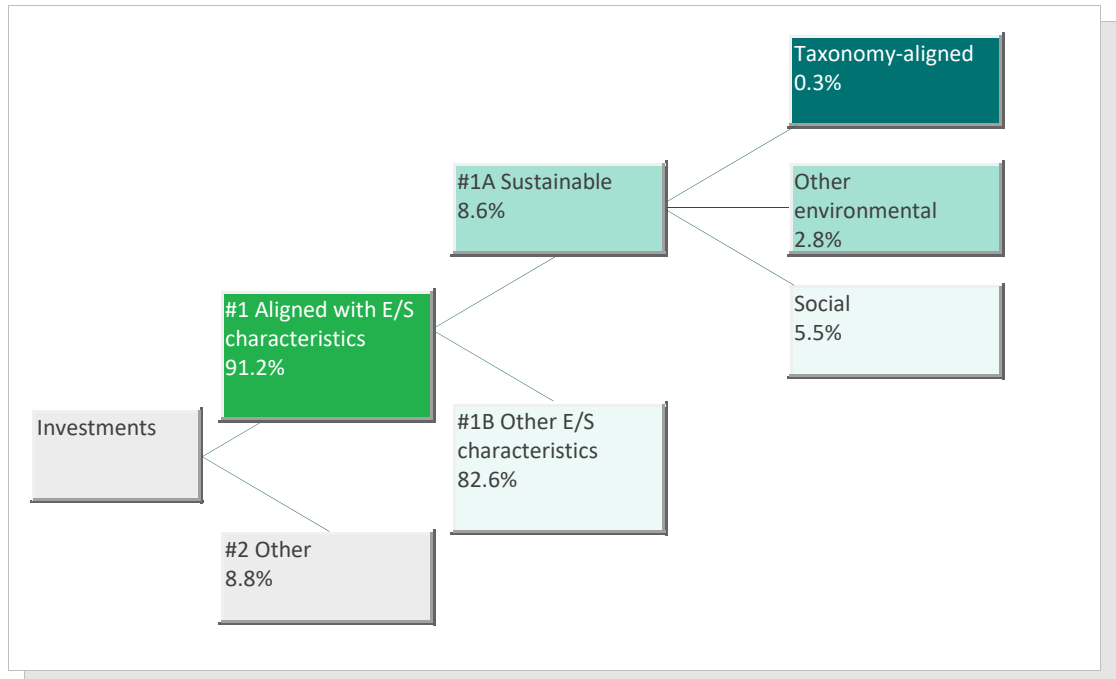 Taxonomy-aligned
0.3%
#1A Sustainable
8.6%
Other
environmental
2.8%
Social
5.5%
#1 Aligned with E/S
characteristics
91.2%
#1B Other E/S
characteristics
82.6%
Investments
#2 Other
8.8%